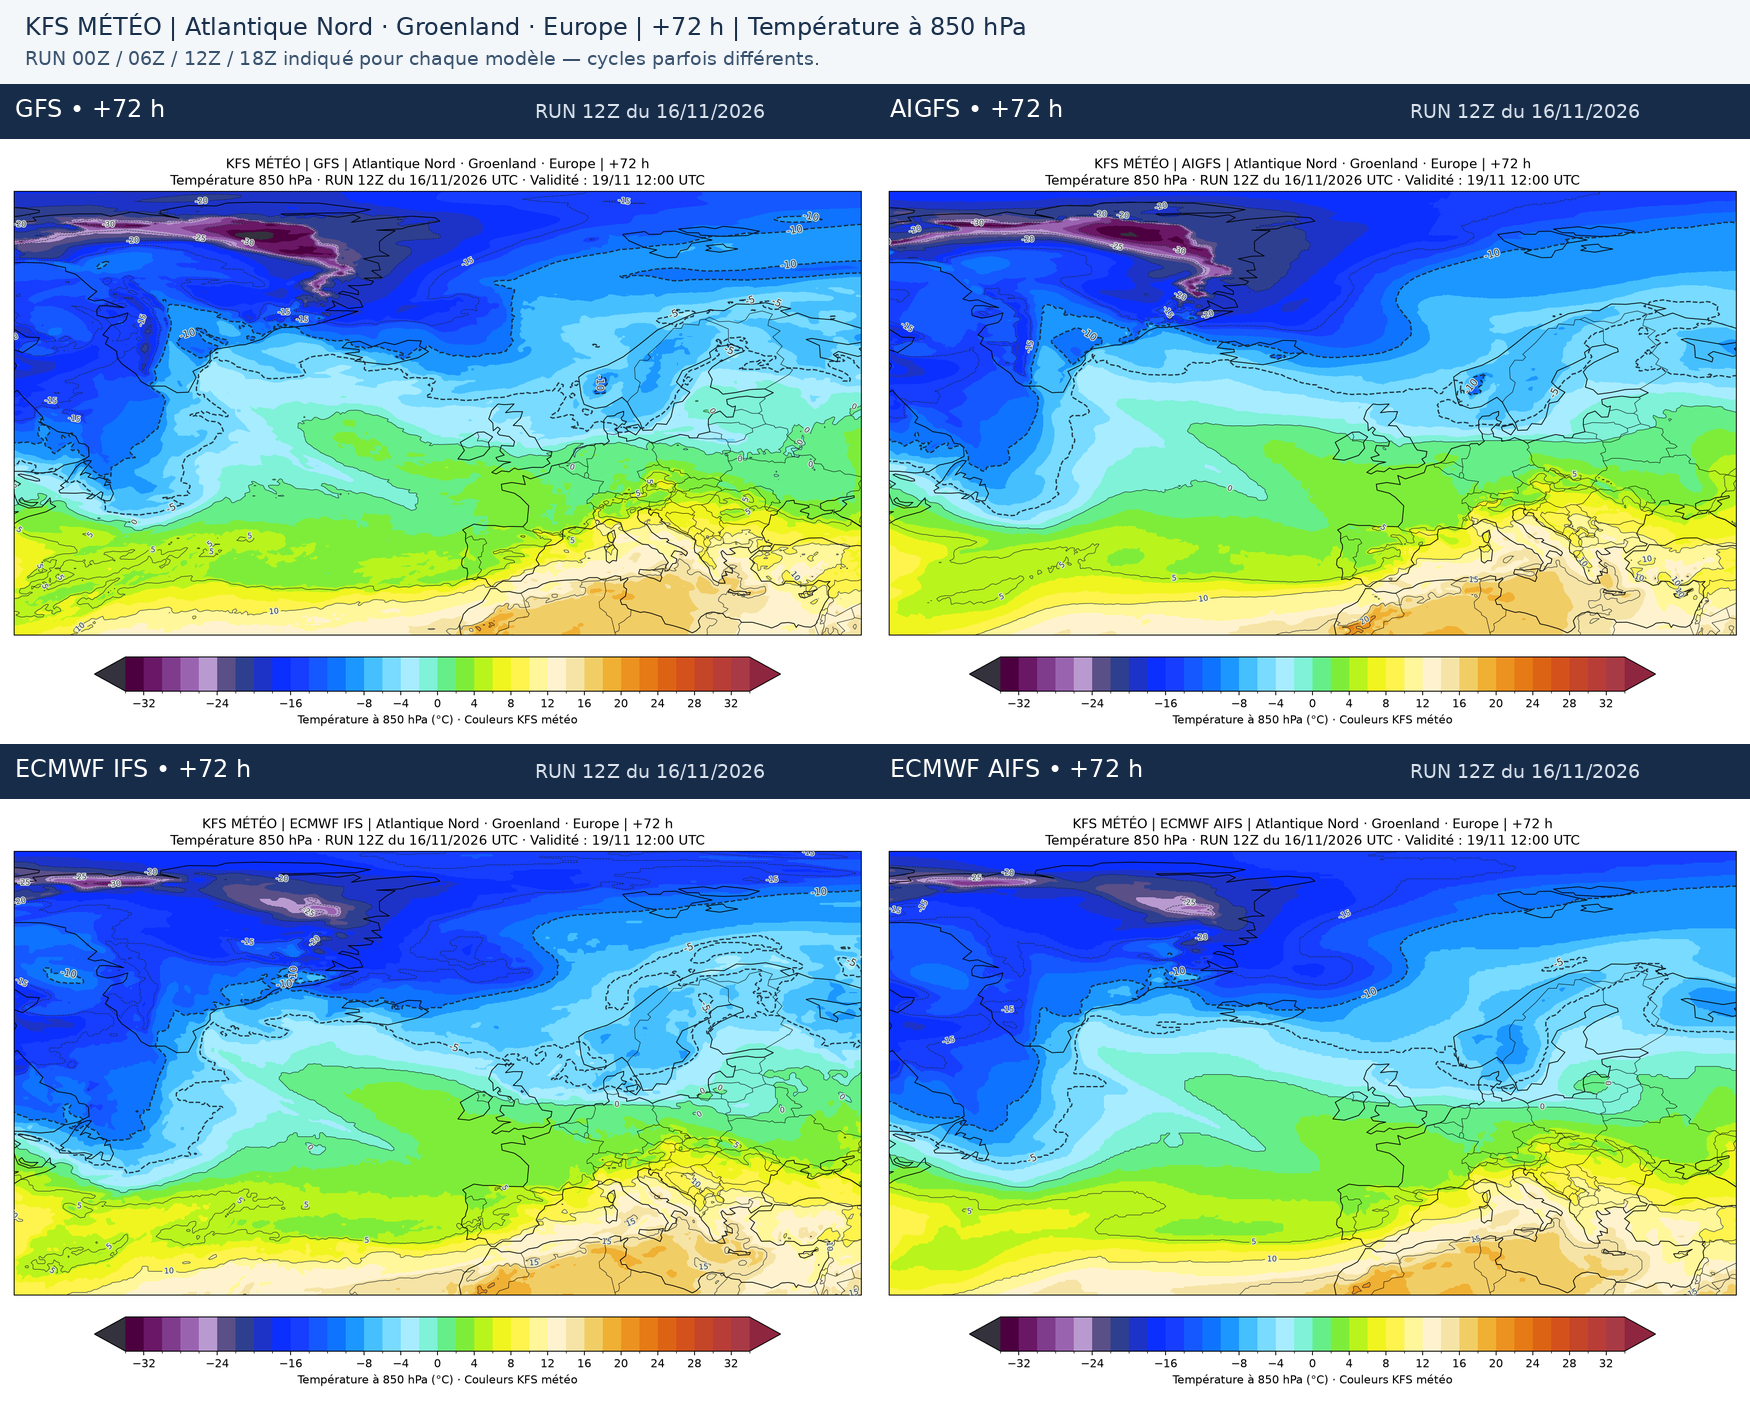 KFS MÉTÉO | Atlantique Nord · Groenland · Europe | +72 h | Température à 850 hPa
RUN 00Z / 06Z / 12Z / 18Z indiqué pour chaque modèle — cycles parfois différents.
GFS • +72 h
RUN 12Z du 16/11/2026
AIGFS • +72 h
RUN 12Z du 16/11/2026
KFS MÉTÉO | GFS | Atlantique Nord · Groenland · Europe | +72 h
Température 850 hPa · RUN 12Z du 16/11/2026 UTC · Validité : 19/11 12:00 UTC
KFS MÉTÉO | AIGFS | Atlantique Nord · Groenland · Europe | +72 h
Température 850 hPa · RUN 12Z du 16/11/2026 UTC · Validité : 19/11 12:00 UTC
−32 −24 −16 −8 −4 0 4 8 12 16 20 24 28 32
Température à 850 hPa (°C) · Couleurs KFS météo
−32 −24 −16 −8 −4 0 4 8 12 16 20 24 28 32
Température à 850 hPa (°C) · Couleurs KFS météo
ECMWF IFS • +72 h
RUN 12Z du 16/11/2026
ECMWF AIFS • +72 h
RUN 12Z du 16/11/2026
KFS MÉTÉO | ECMWF IFS | Atlantique Nord · Groenland · Europe | +72 h
Température 850 hPa · RUN 12Z du 16/11/2026 UTC · Validité : 19/11 12:00 UTC
KFS MÉTÉO | ECMWF AIFS | Atlantique Nord · Groenland · Europe | +72 h
Température 850 hPa · RUN 12Z du 16/11/2026 UTC · Validité : 19/11 12:00 UTC
−32 −24 −16 −8 −4 0 4 8 12 16 20 24 28 32
Température à 850 hPa (°C) · Couleurs KFS météo
−32 −24 −16 −8 −4 0 4 8 12 16 20 24 28 32
Température à 850 hPa (°C) · Couleurs KFS météo